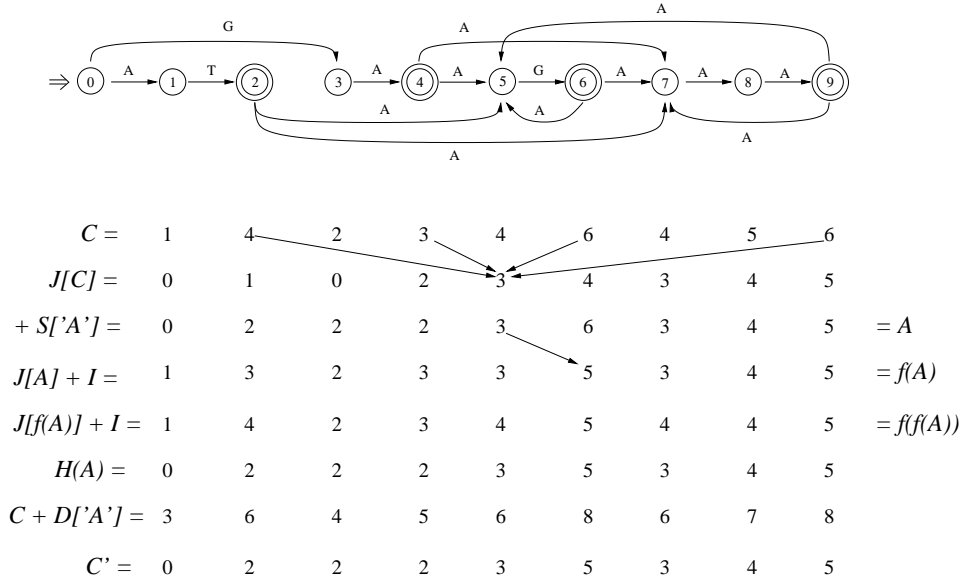 G A A
A T A A G A A A
⇒ 0 1 2 3 4 5 6 7 8 9
A A A
A
C = 1 4 2 3 4 6 4 5 6
J[C] = 0 1 0 2 3 4 3 4 5
+ S['A'] = 0 2 2 2 3 6 3 4 5 = A
J[A] + I = 1 3 2 3 3 5 3 4 5 = f(A)
J[f(A)] + I = 1 4 2 3 4 5 4 4 5 = f(f(A))
H(A) = 0 2 2 2 3 5 3 4 5
C + D['A'] = 3 6 4 5 6 8 6 7 8
C' = 0 2 2 2 3 5 3 4 5